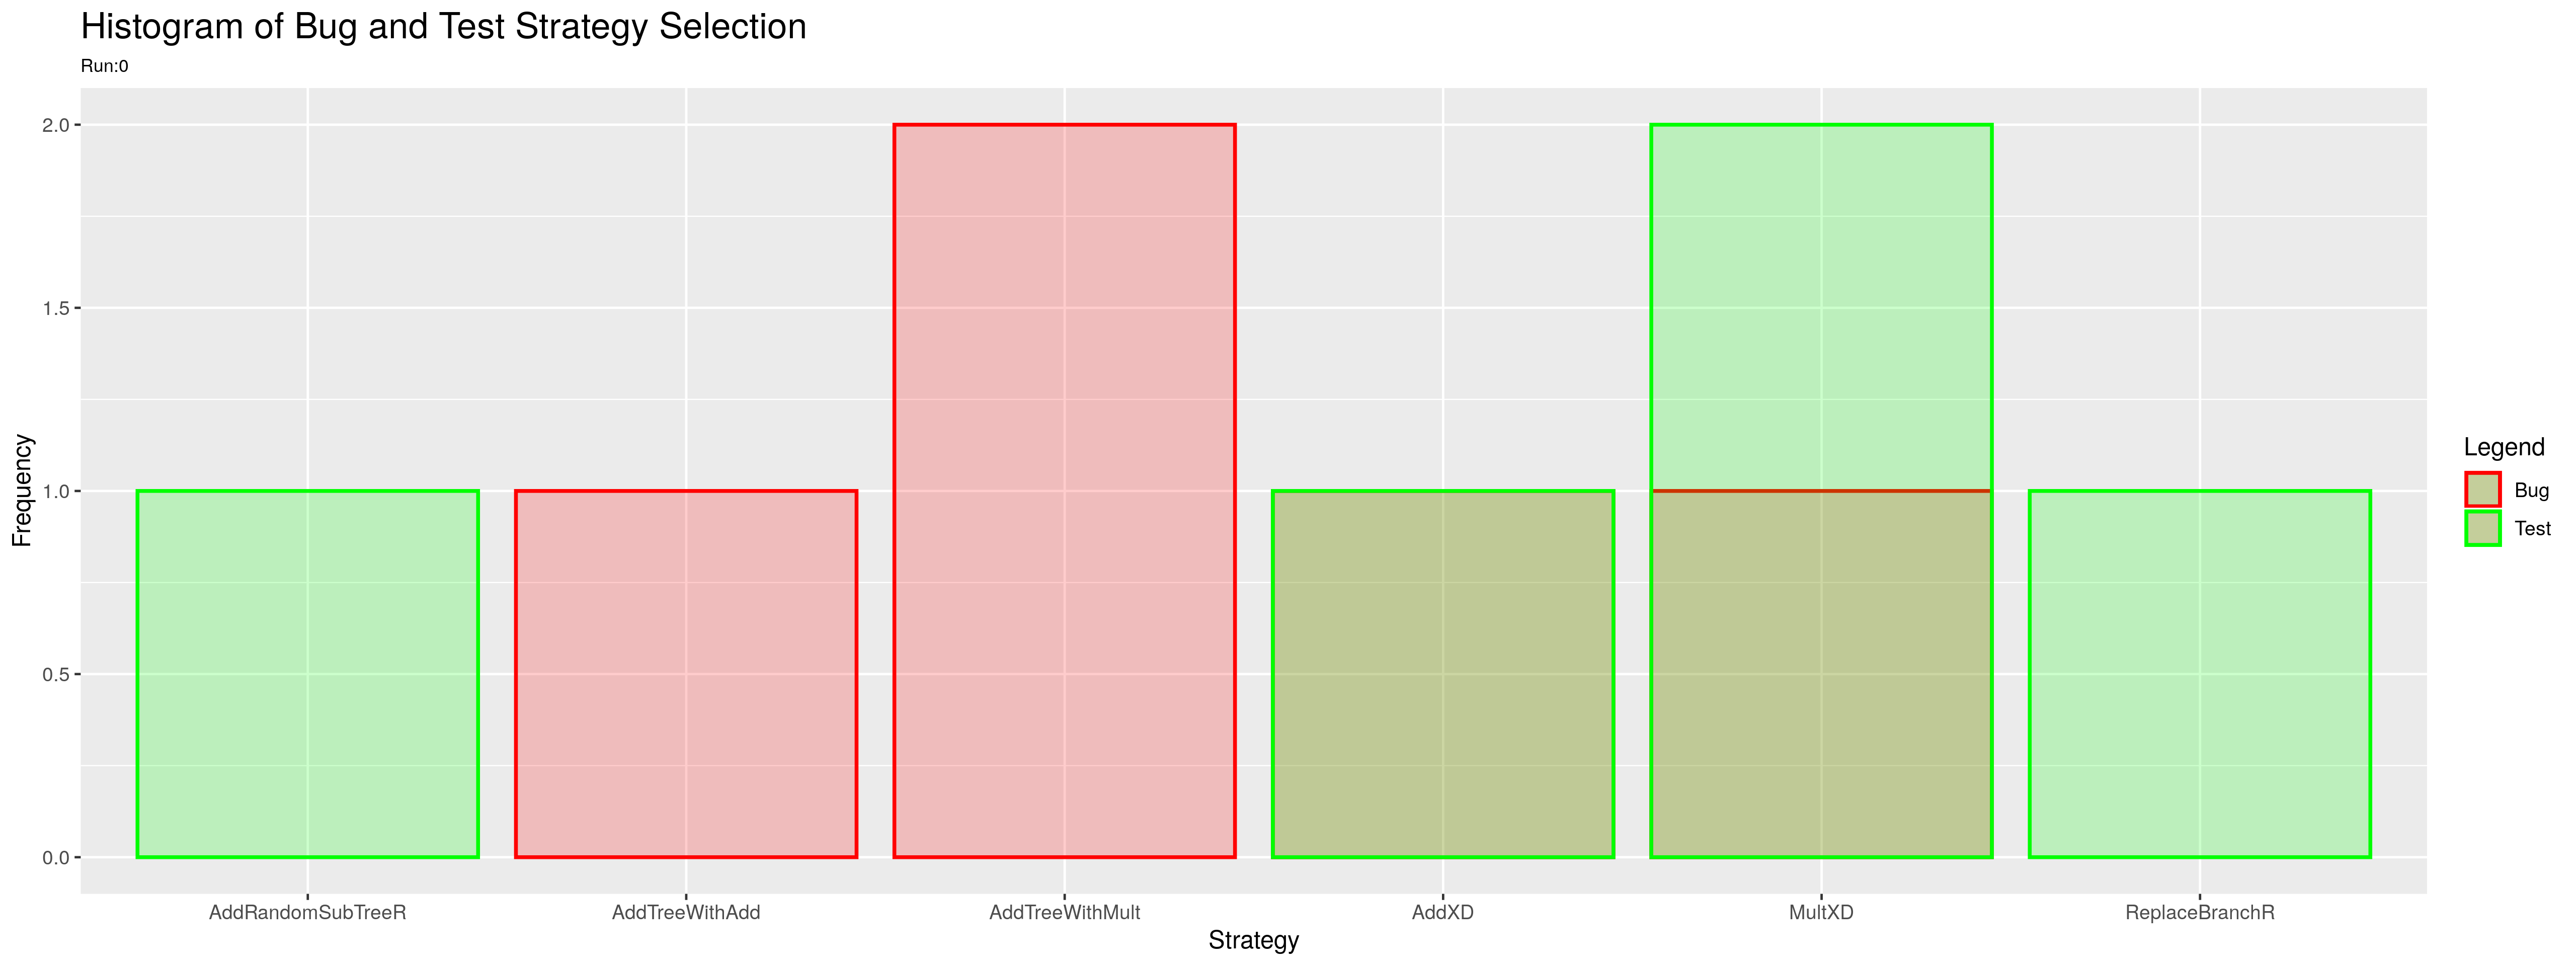 Histogram of Bug and Test Strategy Selection
Run:0
2.0
1.5
1.0
0.5
0.0
Frequency
AddRandomSubTreeR
AddTreeWithAdd
AddTreeWithMult
AddXD
MultXD
ReplaceBranchR
Strategy
Legend
Bug
Test